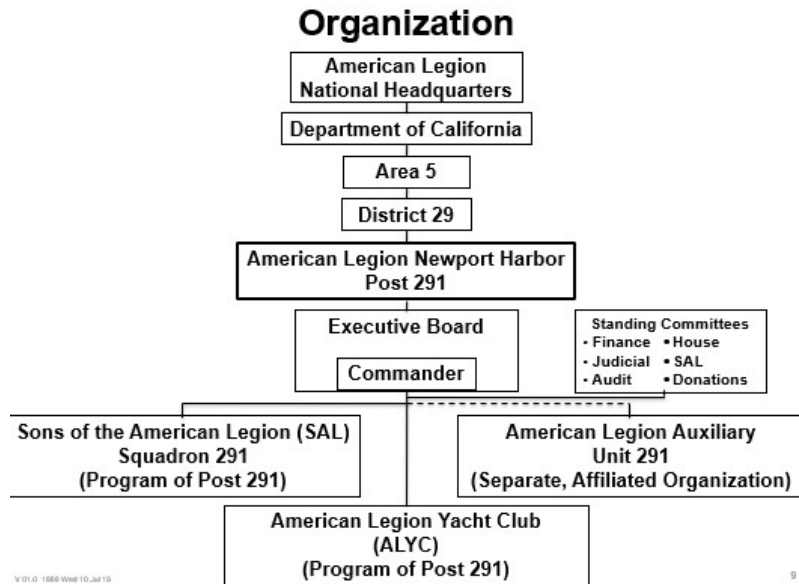 Organization
American Legion
National Headquarters
Department of California
Area 5
District 29
American Legion Newport Harbor
Post 291
Executive Board
Commander
Standing Committees
▪ Finance • House
▪ Judicial • SAL
▪ Audit • Donations
Sons of the American Legion (SAL)
Squadron 291
(Program of Post 291)
American Legion Auxiliary
Unit 291
(Separate, Affiliated Organization)
American Legion Yacht Club
(ALYC)
(Program of Post 291)
9